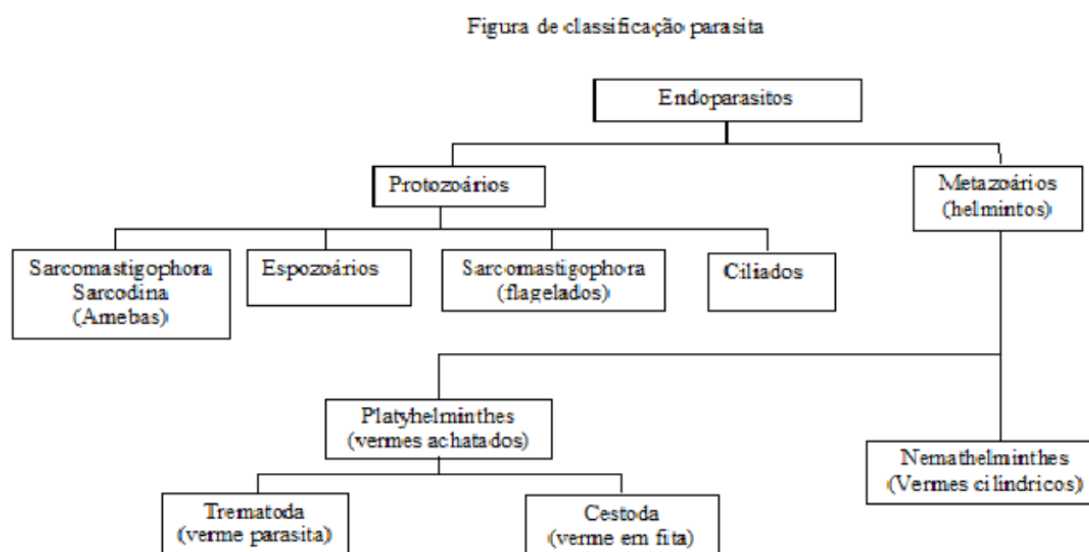 Figura de classificação parasita
Endoparasitos
Protozoários
Metazoários
(helmintos)
Sarcomastigophora
Sarcodina
(Amebas)
Espozoários
Sarcomastigophora
(flagelados)
Ciliados
Platyhelminthes
(vermes achatados)
Nemathelminthes
(Vermes cilíndricos)
Trematoda
(verme parasita)
Cestoda
(verme em fita)